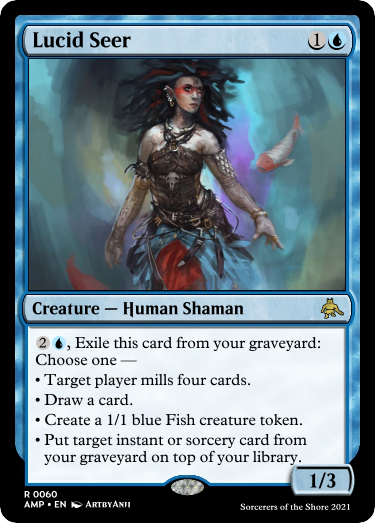 Lucid Seer 1
Creature — Human Shaman
2, Exile this card from your graveyard:
Choose one —
• Target player mills four cards.
• Draw a card.
• Create a 1/1 blue Fish creature token.
• Put target instant or sorcery card from
your graveyard on top of your library.
1/3
R 0060
AMP • EN ArtbyAnji Sorcerers of the Shore 2021